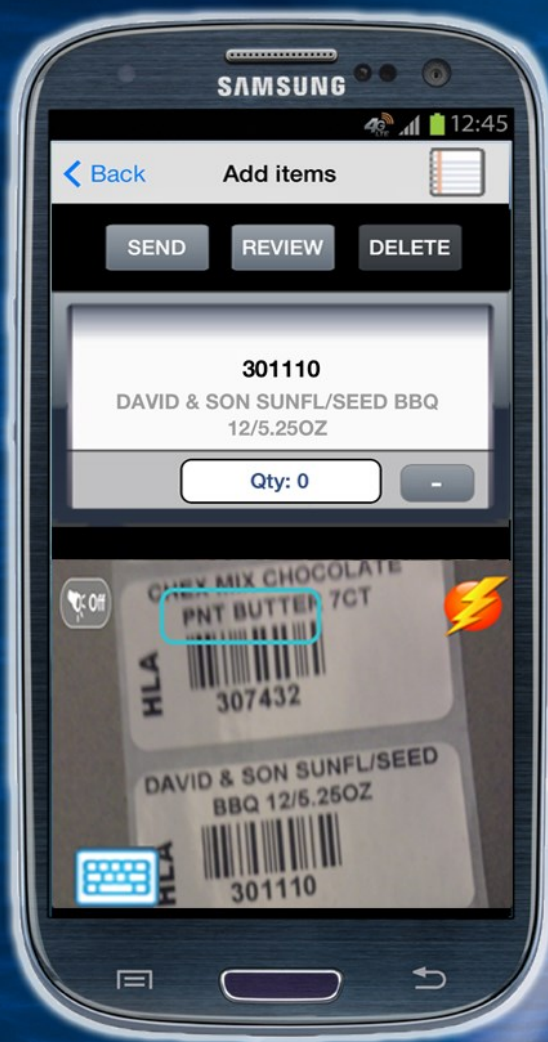 SAMSUNG
4G LTE 12:45
Back Add items
SEND REVIEW DELETE
301110
DAVID & SON SUNFL/SEED BBQ
12/5.25OZ
Qty: 0 -
Off
CHEX MIX CHOCOLATE
PNT BUTTER 7CT
HLA
307432
DAVID & SON SUNFL/SEED
BBQ 12/5.25OZ
HLA
301110